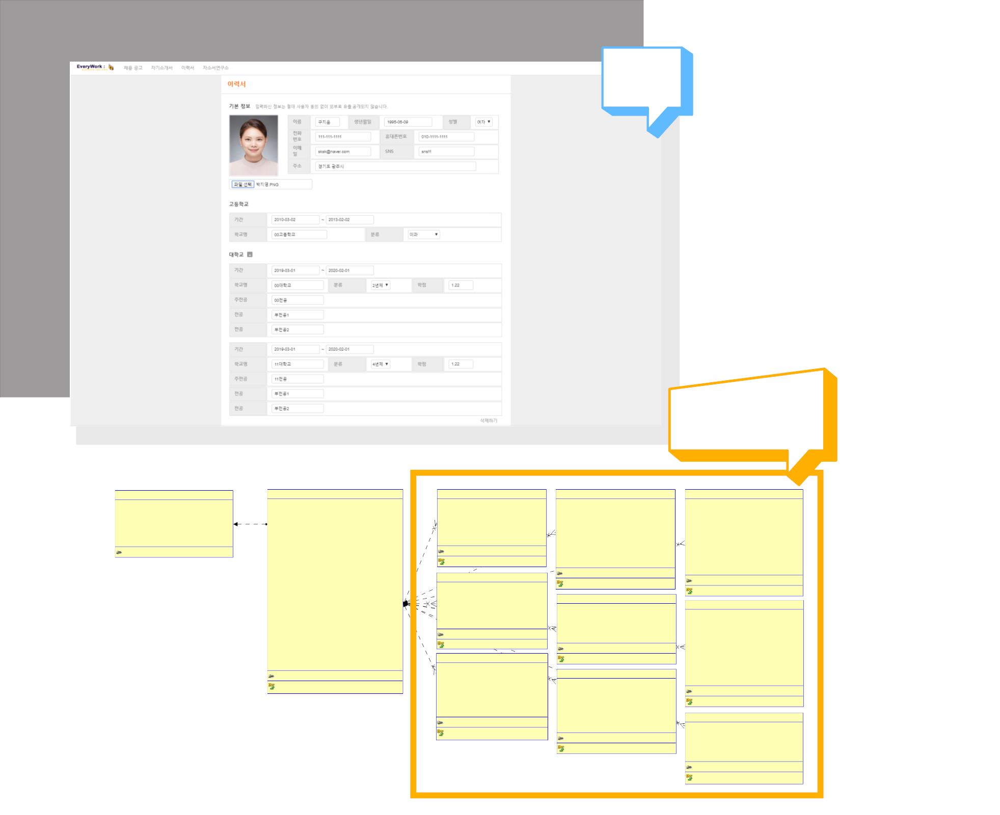 EveryWork :
채용 공고 자기소개서 이력서 자소서연구소
이력서
기본 정보 입력하신 정보는 절대 사용자 동의 없이 외부로 유출,공개되지 않습니다.
이름 구지윤 생년월일 1995-06-09 성별 여자 ▼
전화
번호 111-111-1111 휴대폰번호 010-1111-1111
이메
일 sksk@naver.com SNS sns!!!
주소 경기도 광주시
파일 선택 박지영.PNG
고등학교
기간 2010-03-02 ~ 2013-02-02
학교명 00고등학교 분류 이과 ▼
대학교 +
기간 2019-03-01 ~ 2020-02-01
학교명 00대학교 분류 2년제 ▼ 학점 1.22
주전공 00전공
전공 부전공1
전공 부전공2
기간 2019-03-01 ~ 2020-02-01
학교명 11대학교 분류 4년제 ▼ 학점 1.22
주전공 11전공
전공 부전공1
전공 부전공2
삭제하기